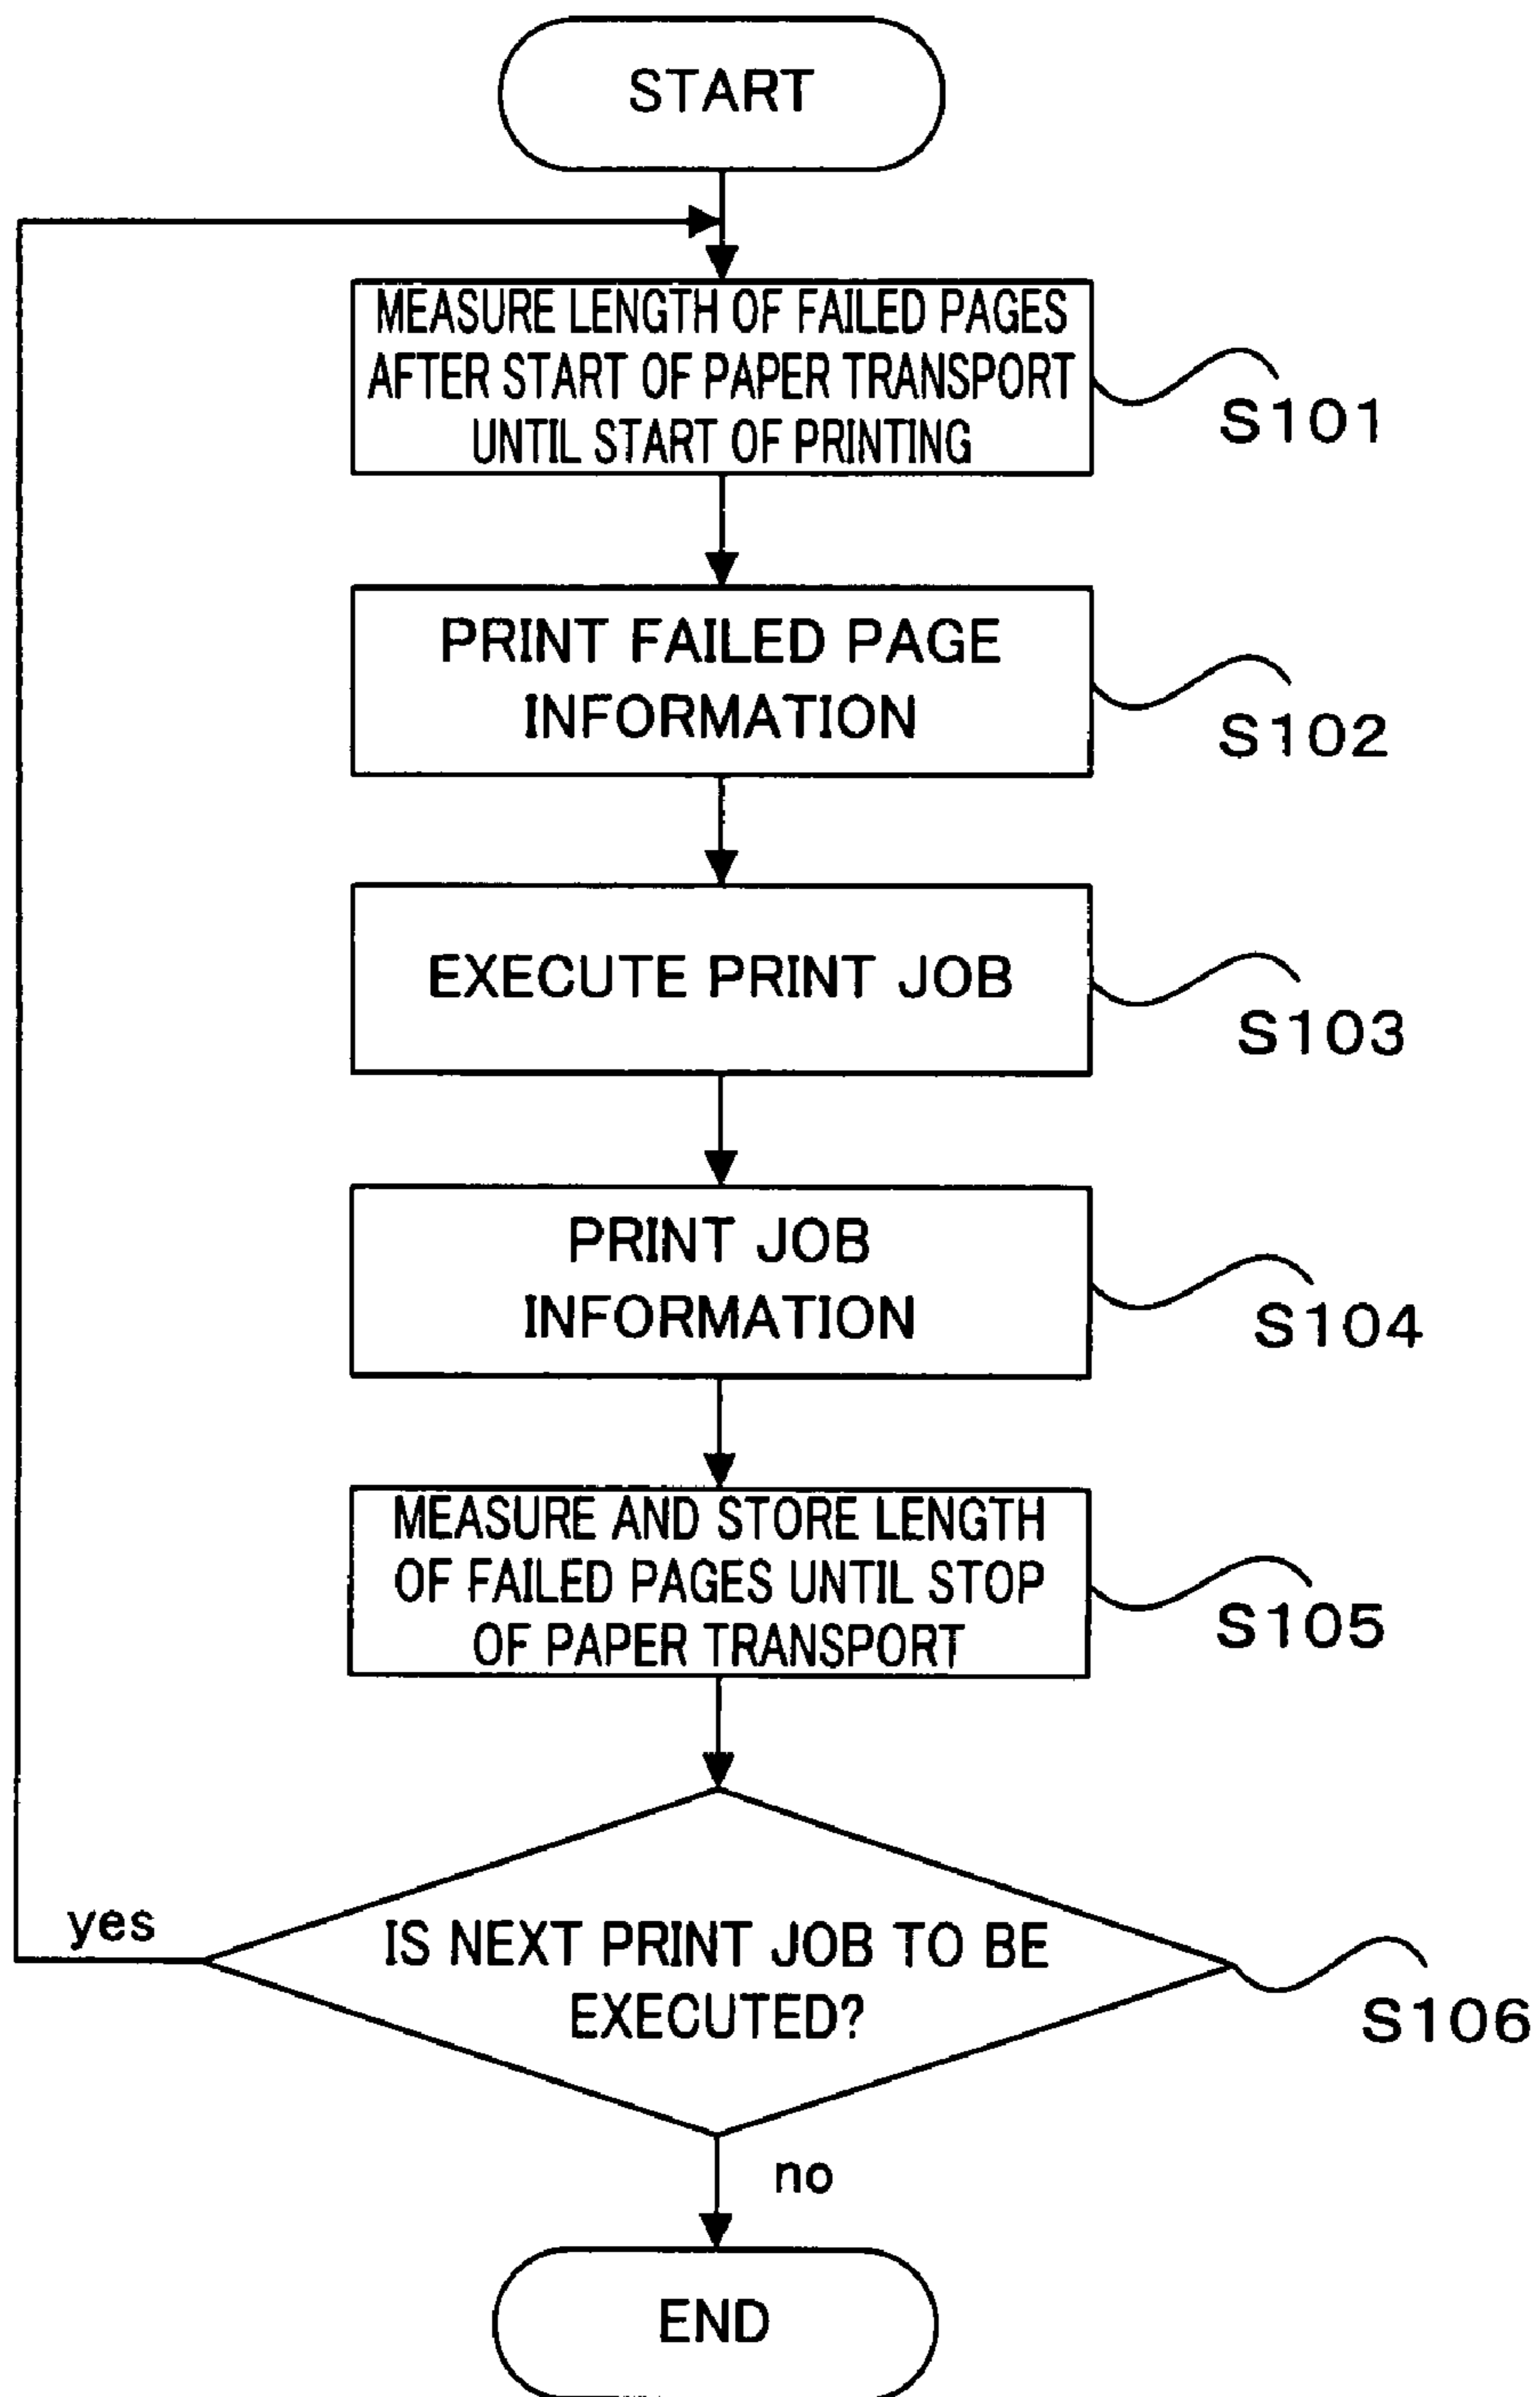 START
MEASURE LENGTH OF FAILED PAGES
AFTER START OF PAPER TRANSPORT
UNTIL START OF PRINTING
S101
PRINT FAILED PAGE
INFORMATION
S102
EXECUTE PRINT JOB
S103
PRINT JOB
INFORMATION
S104
MEASURE AND STORE LENGTH
OF FAILED PAGES UNTIL STOP
OF PAPER TRANSPORT
S105
yes
IS NEXT PRINT JOB TO BE
EXECUTED?
S106
no
END